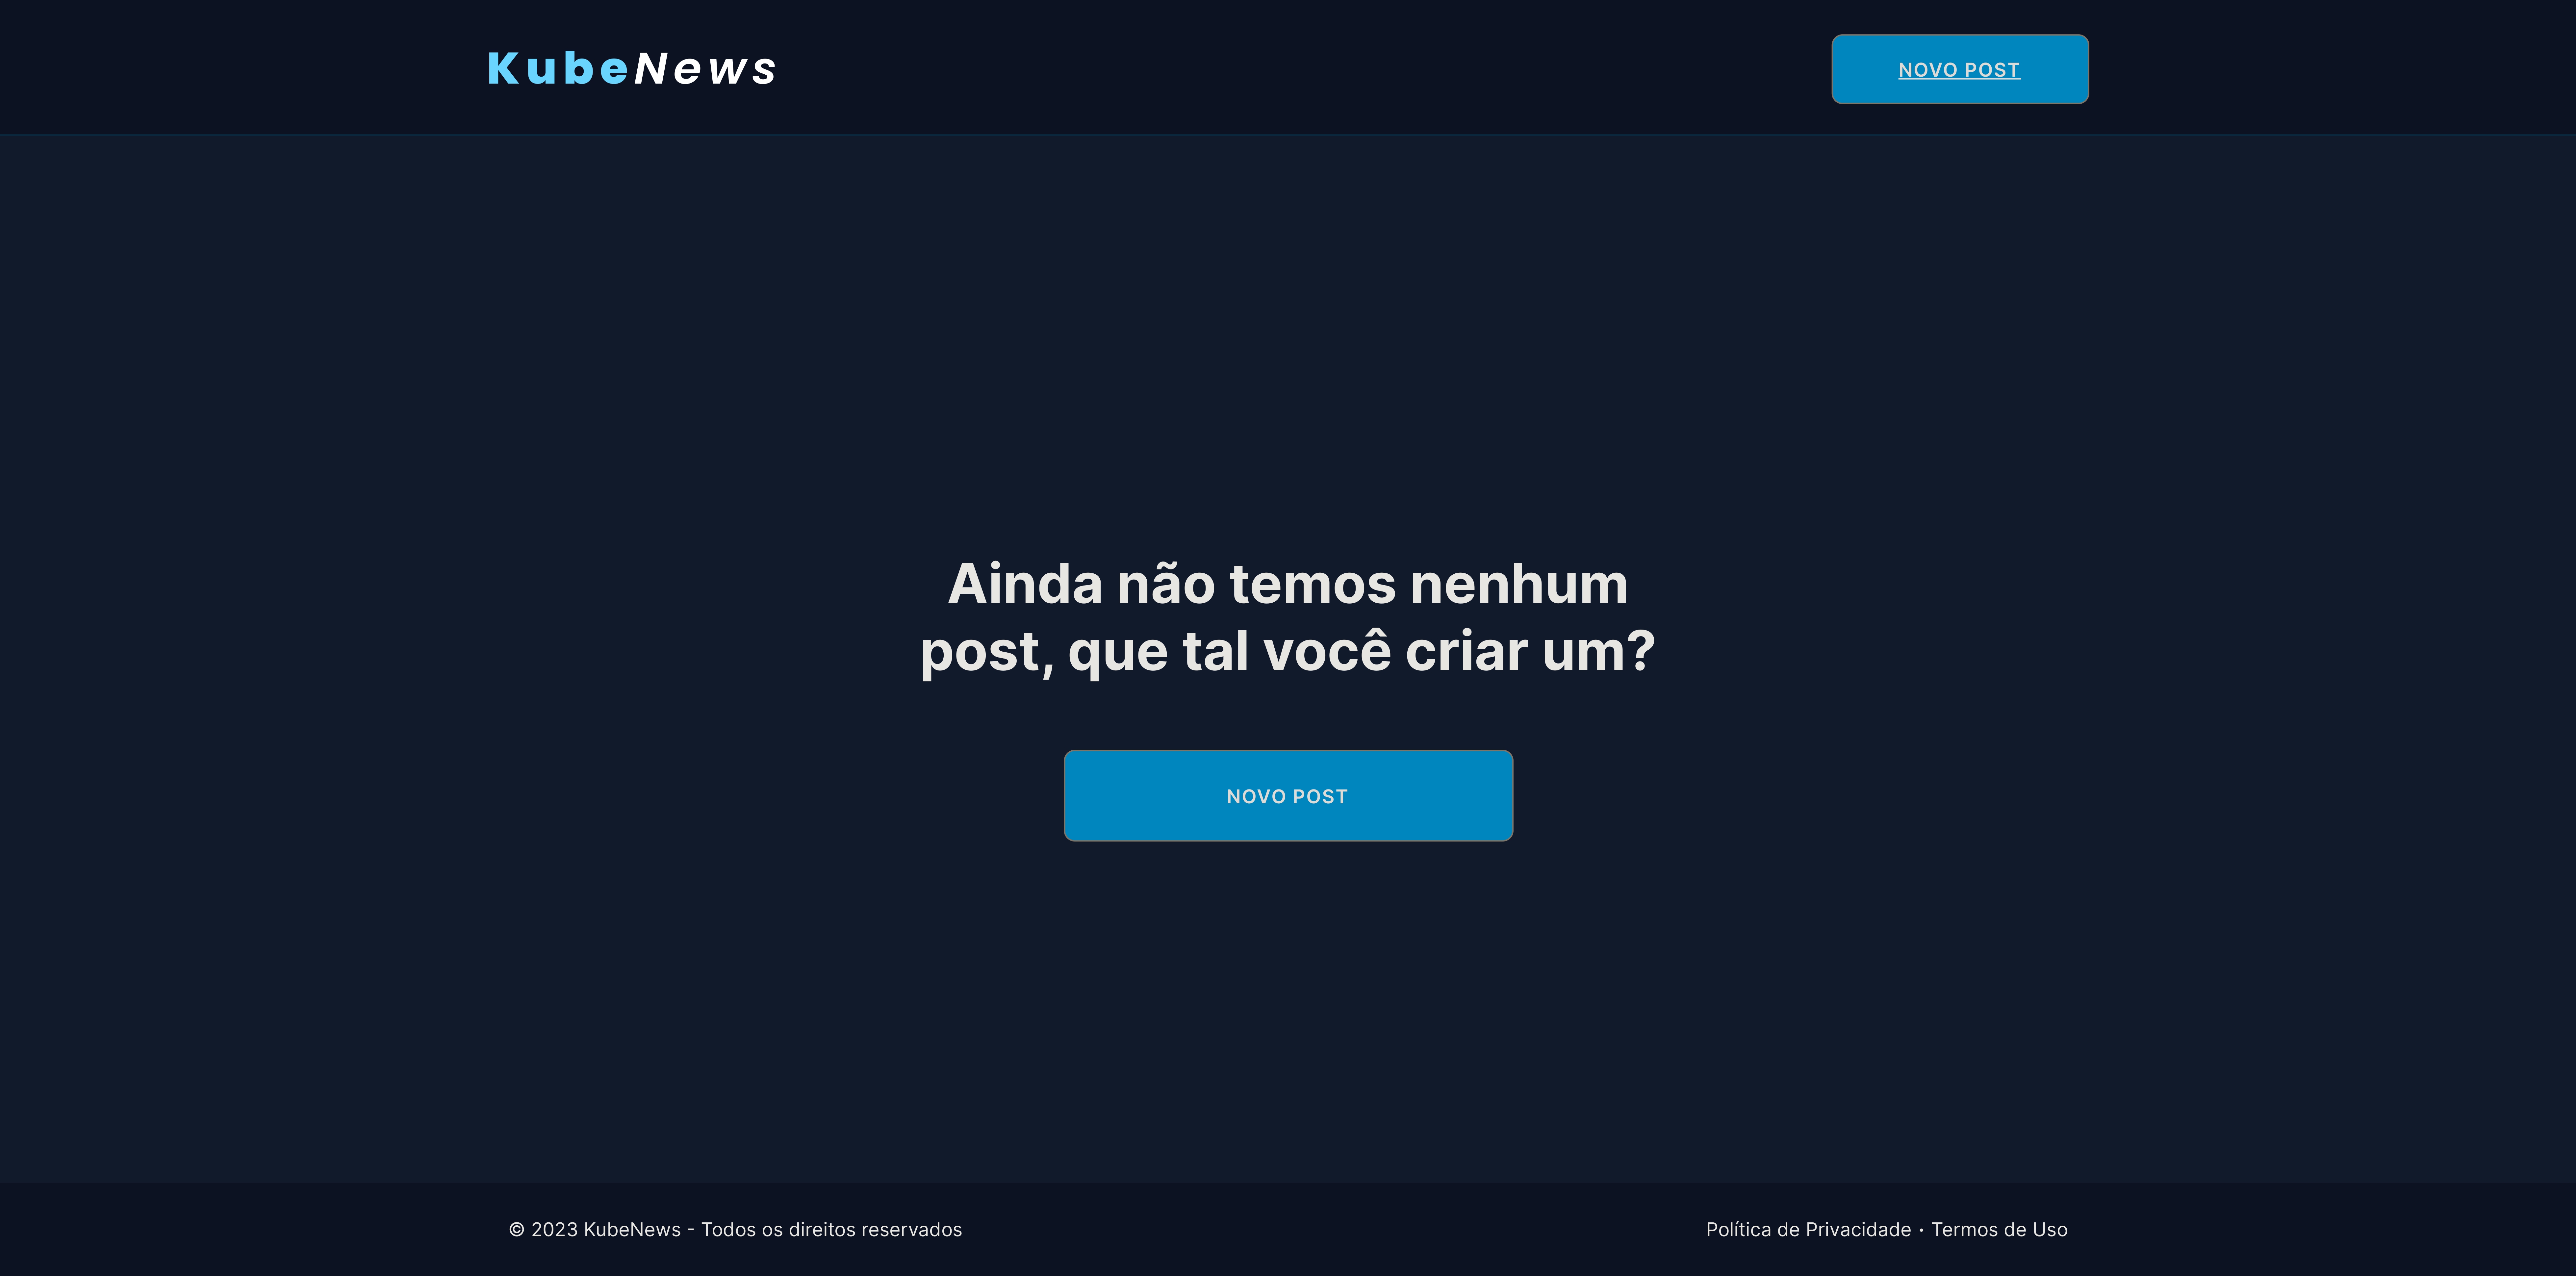 KubeNews
NOVO POST
Ainda não temos nenhum
post, que tal você criar um?
NOVO POST
© 2023 KubeNews - Todos os direitos reservados
Política de Privacidade • Termos de Uso